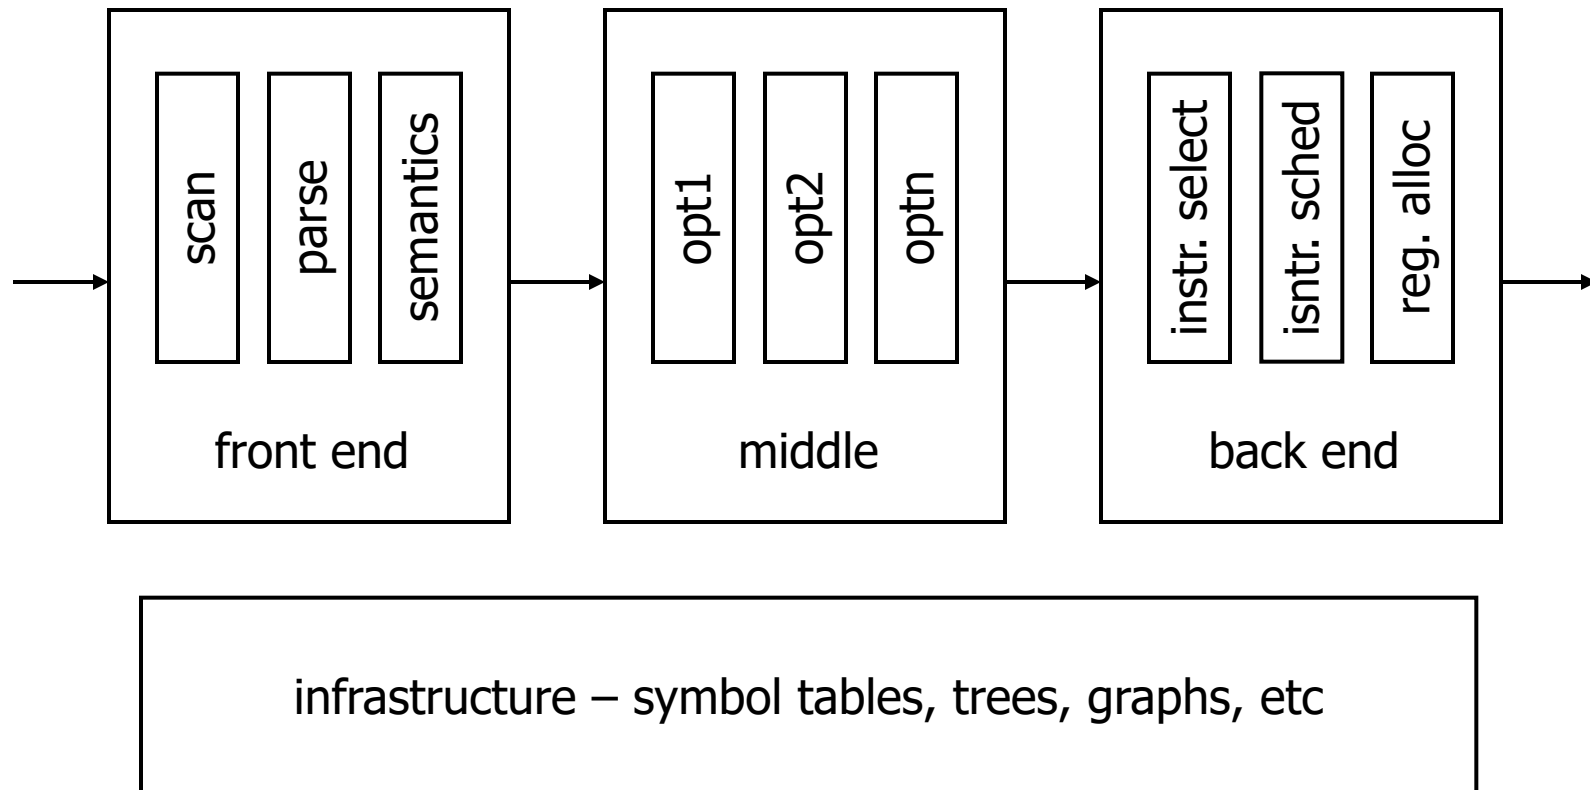 scan
parse
semantics
front end
opt1
opt2
optn
middle
instr. select
isntr. sched
reg. alloc
back end
infrastructure – symbol tables, trees, graphs, etc